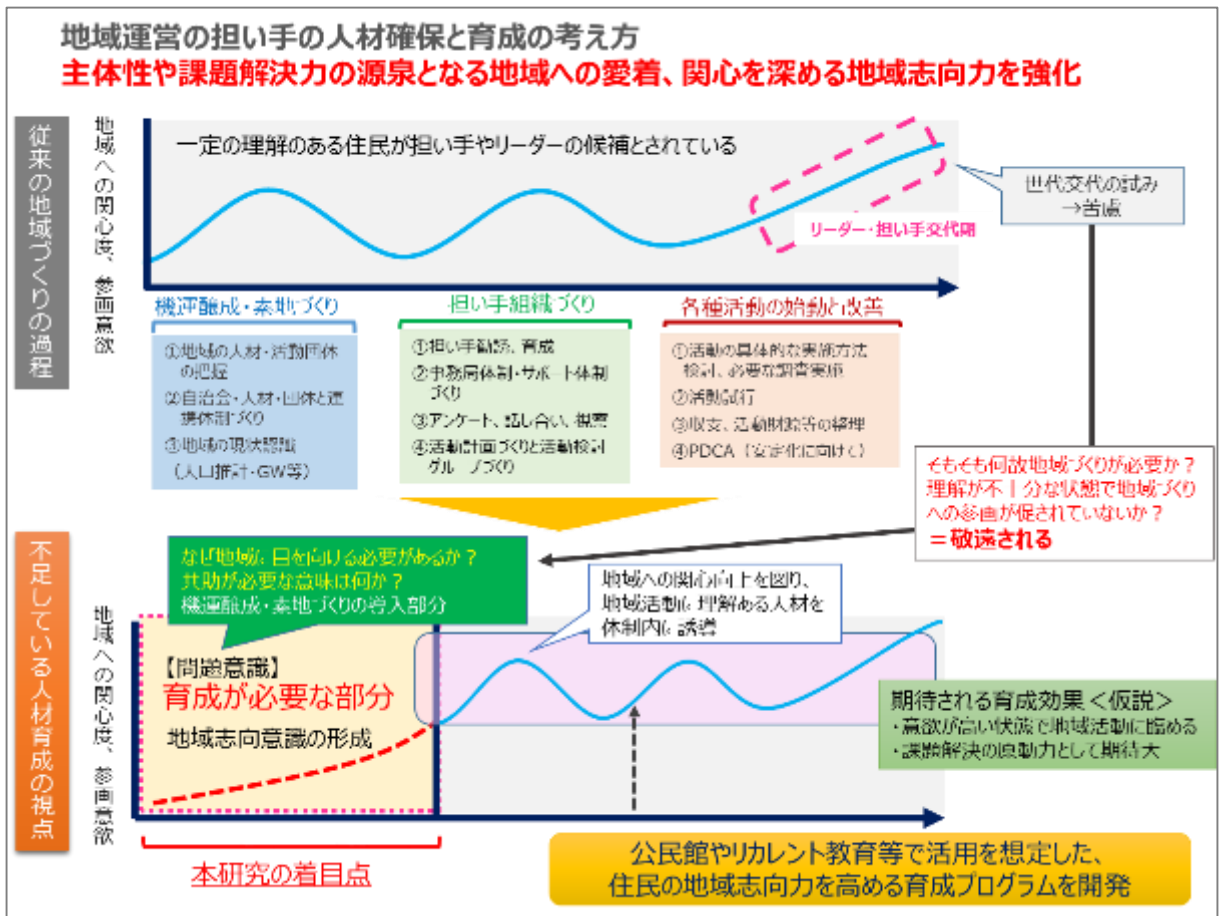 地域運営の担い手の人材確保と育成の考え方
主体性や課題解決力の源泉となる地域への愛着、関心を深める地域志向力を強化
従来の地域づくりの過程
地域への関心度、参画意欲
一定の理解のある住民が担い手やリーダーの候補とされている
リーダー・担い手交代期
世代交代の試み
→苦慮
機運醸成・素地づくり
①地域の人材・活動団体
の把握
②自治会・人材・団体と連
携体制づくり
③地域の現状認識
（人口推計・GW等）
担い手組織づくり
①担い手勧誘、育成
②事務局体制・サポート体制
づくり
③アンケート、話し合い、視察
④活動計画づくりと活動検討
グループづくり
各種活動の始動と改善
①活動の具体的な実施方法
検討、必要な調査実施
②活動試行
③収支、活動財源等の整理
④PDCA（安定化に向けて）
そもそも何故地域づくりが必要か？
理解が不十分な状態で地域づくり
への参画が促されていないか？
＝敬遠される
不足している人材育成の視点
地域への関心度、参画意欲
なぜ地域に目を向ける必要があるか？
共助が必要な意味は何か？
機運醸成・素地づくりの導入部分
地域への関心向上を図り、
地域活動に理解ある人材を
体制内に誘導
【問題意識】
育成が必要な部分
地域志向意識の形成
期待される育成効果＜仮説＞
・意欲が高い状態で地域活動に臨める
・課題解決の原動力として期待大
本研究の着目点
公民館やリカレント教育等で活用を想定した、
住民の地域志向力を高める育成プログラムを開発